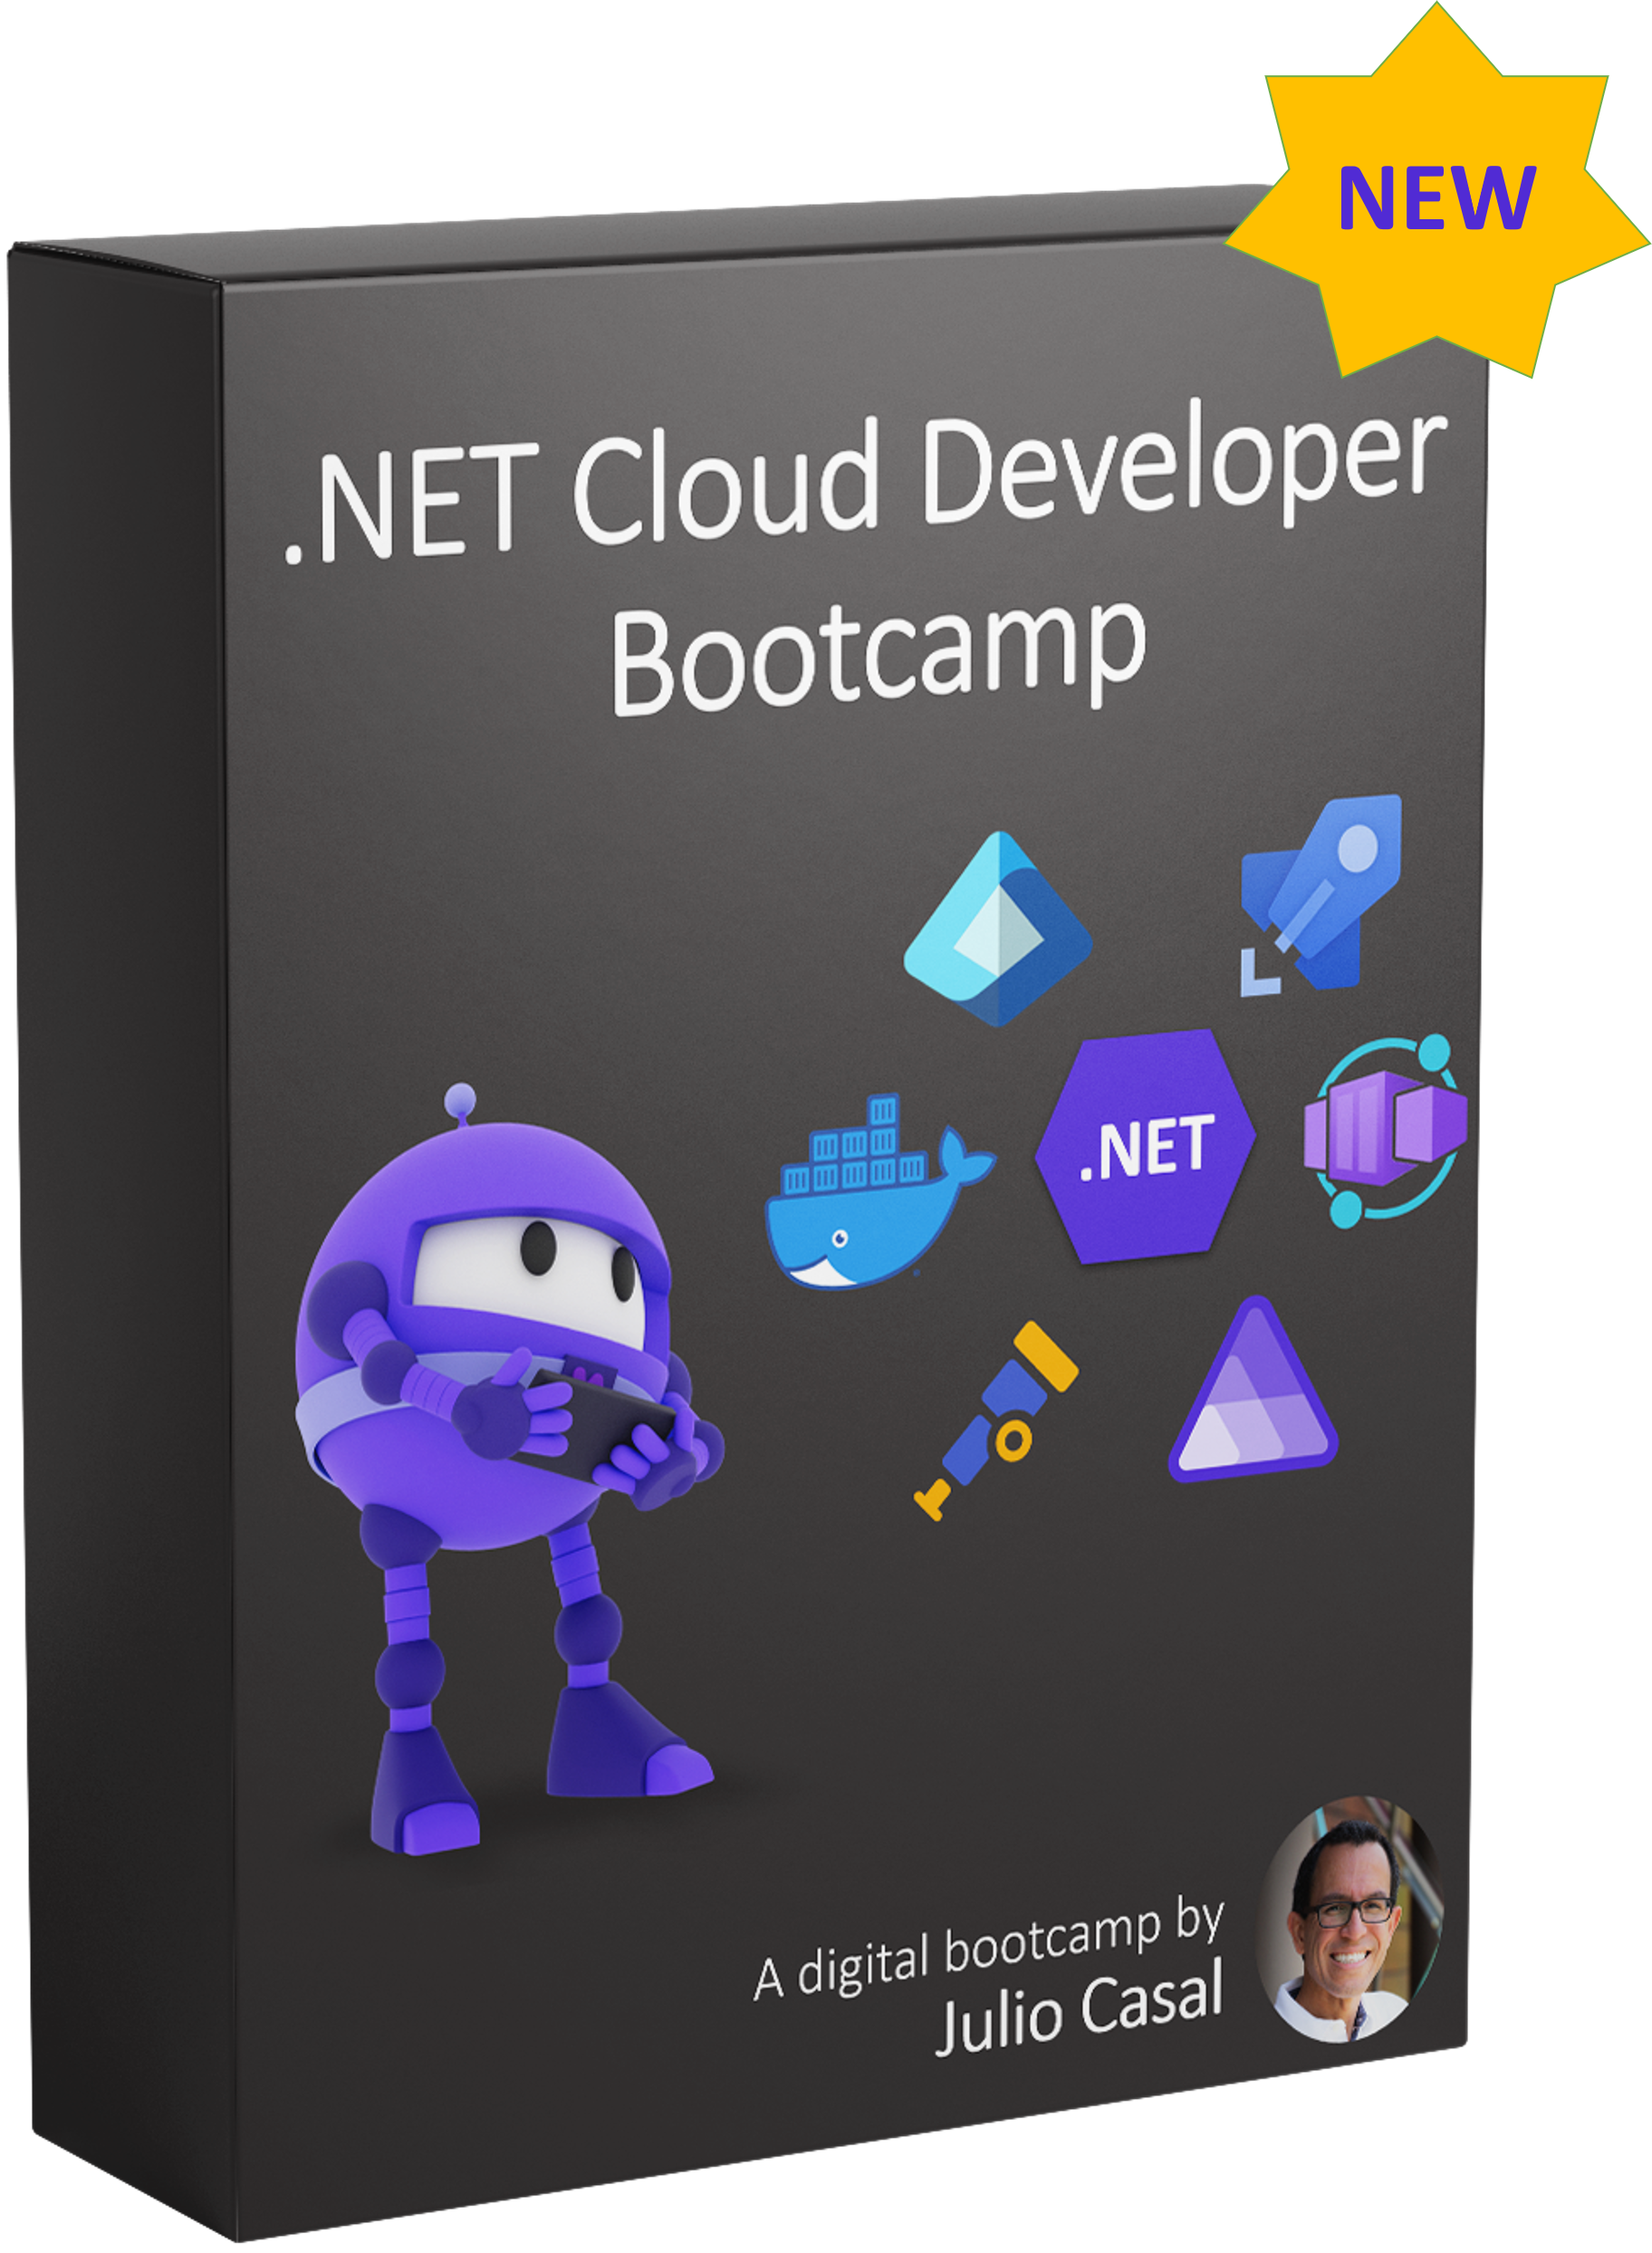 NEW
.NET Cloud Developer
Bootcamp
.NET
A digital bootcamp by
Julio Casal